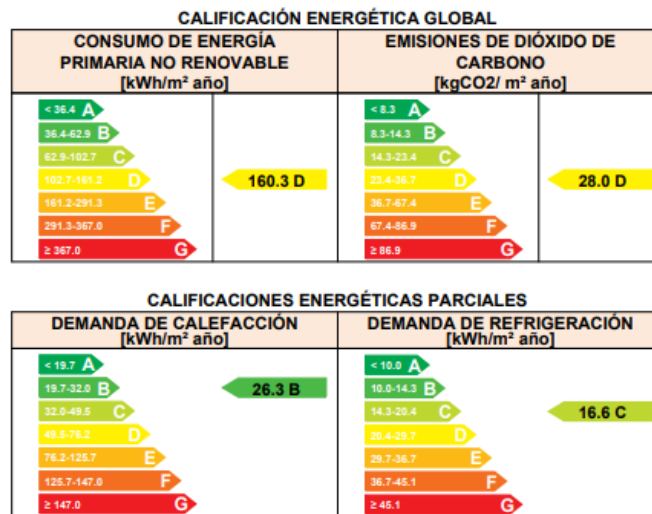 CALIFICACIÓN ENERGÉTICA GLOBAL
CONSUMO DE ENERGÍA
PRIMARIA NO RENOVABLE
[kWh/m² año]
EMISIONES DE DIÓXIDO DE
CARBONO
[kgCO2/ m² año]
< 36.4 A
36.4-62.9 B
62.9-102.7 C
102.7-161.2 D
161.2-291.3 E
291.3-367.0 F
≥ 367.0 G
160.3 D
< 8.3 A
8.3-14.3 B
14.3-23.4 C
23.4-36.7 D
36.7-67.4 E
67.4-86.9 F
≥ 86.9 G
28.0 D
CALIFICACIONES ENERGÉTICAS PARCIALES
DEMANDA DE CALEFACCIÓN
[kWh/m² año]
DEMANDA DE REFRIGERACIÓN
[kWh/m² año]
< 19.7 A
19.7-32.0 B
32.0-49.5 C
49.5-76.2 D
76.2-125.7 E
125.7-147.0 F
≥ 147.0 G
26.3 B
< 10.0 A
10.0-14.3 B
14.3-20.4 C
20.4-29.7 D
29.7-36.7 E
36.7-45.1 F
≥ 45.1 G
16.6 C